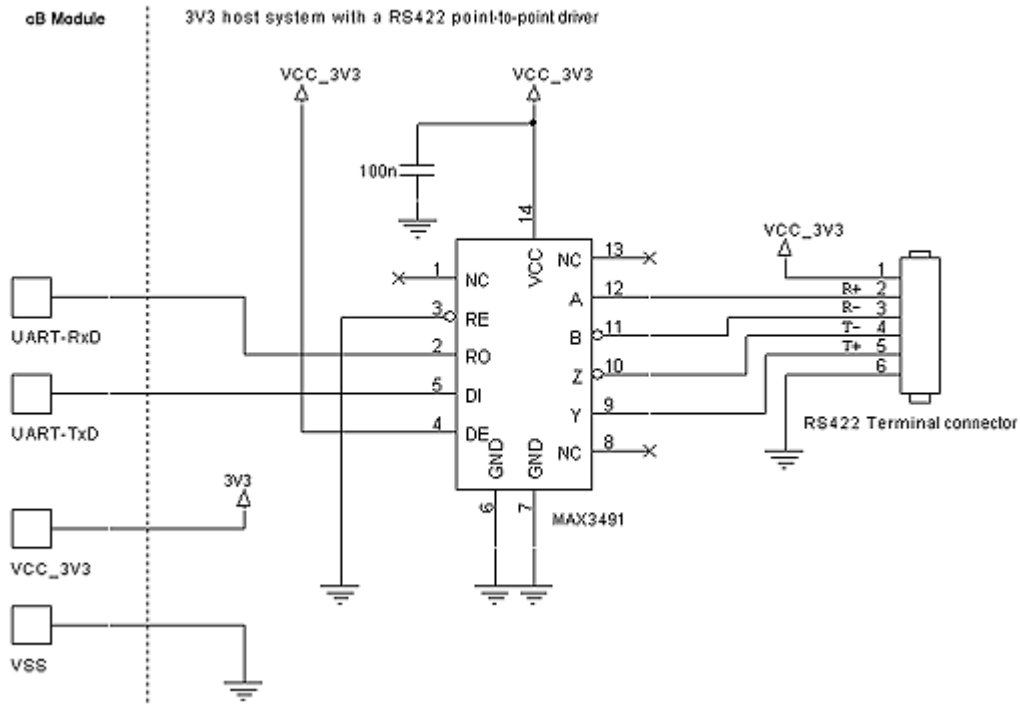 cB Module
3V3 host system with a RS422 point-to-point driver
VCC_3V3
VCC_3V3
100n
14
VCC
VCC_3V3
1
NC
NC
13
1
3
RE
A
12
R+
2
R-
3
UART-RxD
2
RO
B
11
T-
4
T+
5
5
DI
Z
10
6
UART-TxD
4
DE
Y
9
RS422 Terminal connector
GND
GND
NC
8
3V3
6
7
MAX3491
VCC_3V3
VSS